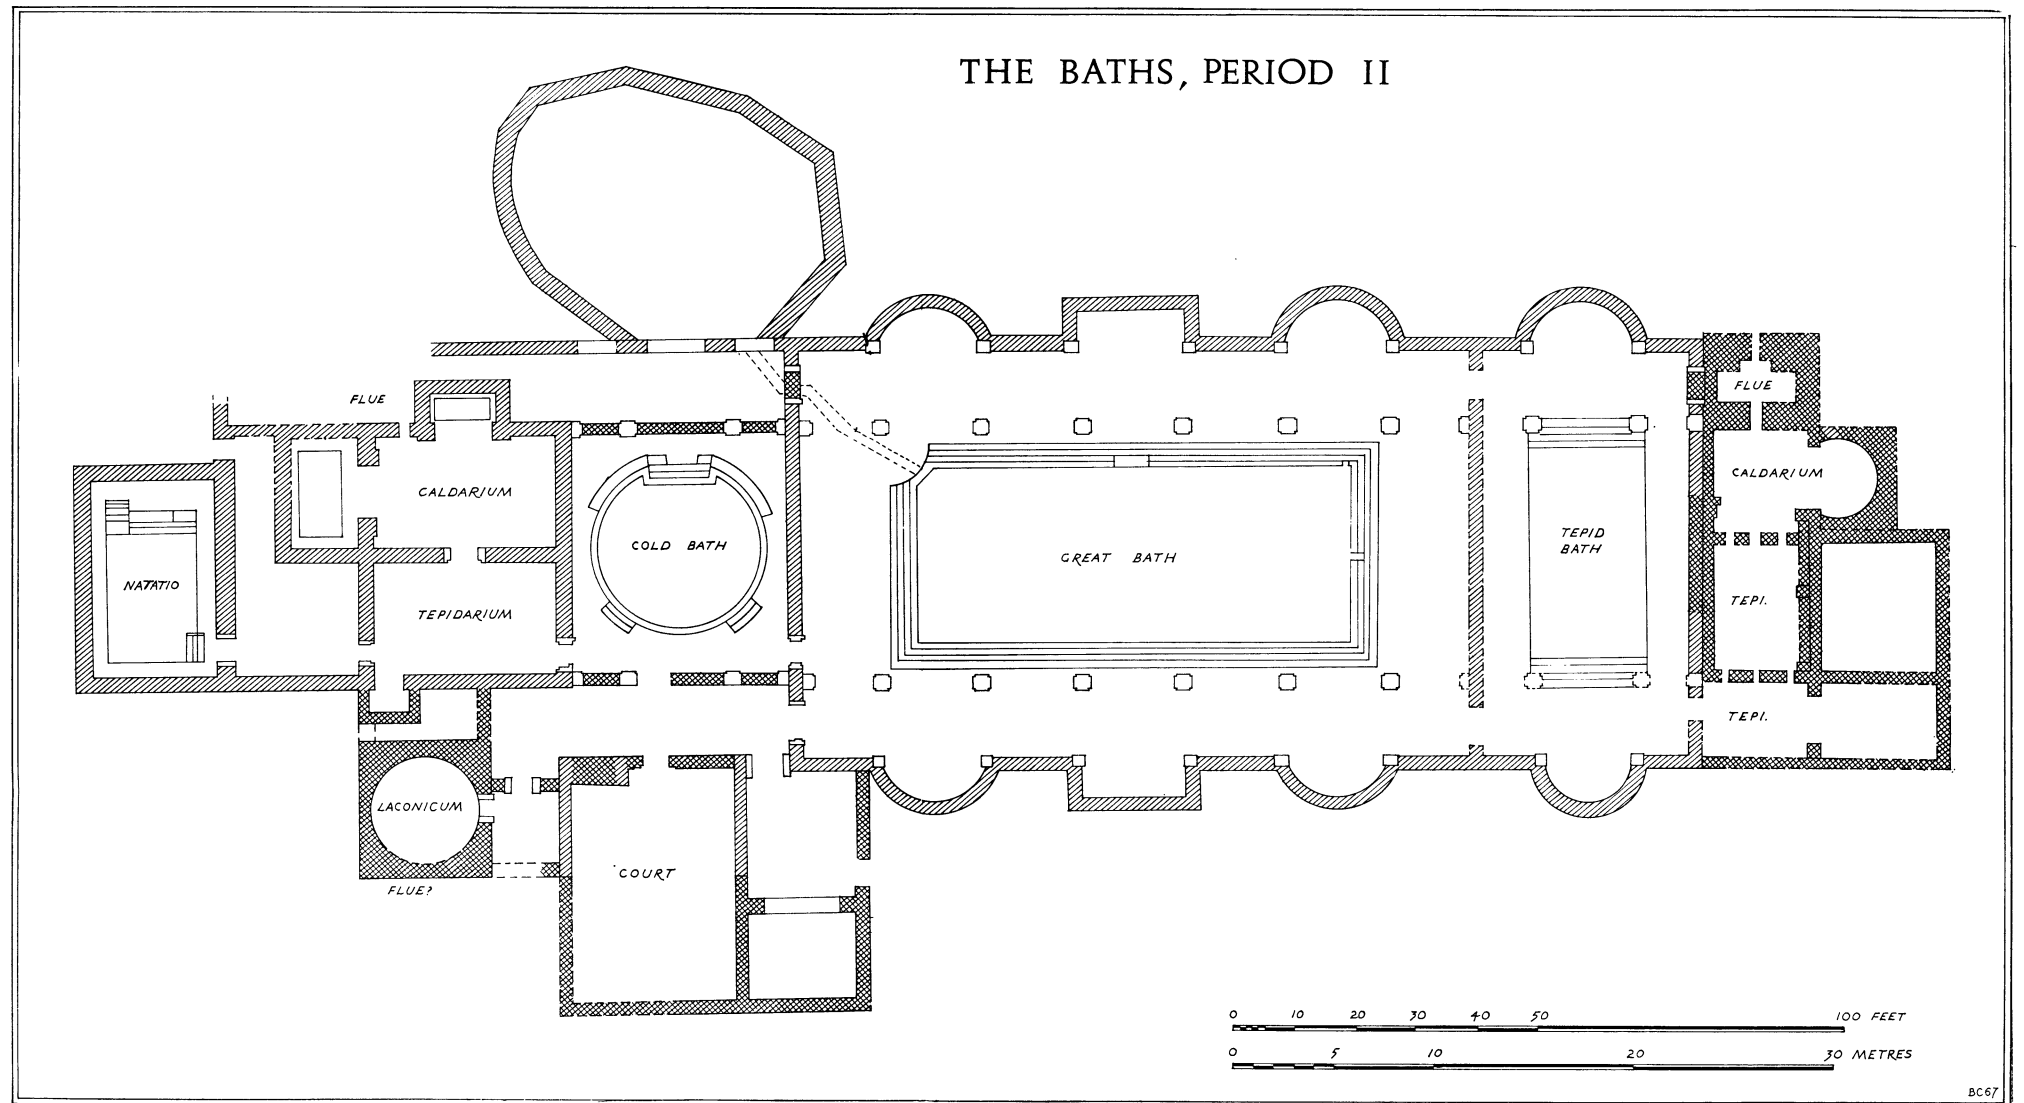 THE BATHS, PERIOD II
FLUE
FLUE
CALDARIUM
CALDARIUM
COLD BATH
GREAT BATH
TEPID
BATH
NATATIO
TEPIDARIUM
TEPI.
TEPI.
LACONICUM
COURT
FLUE?
0 10 20 30 40 50 100 FEET
0 5 10 20 30 METRES
BC67